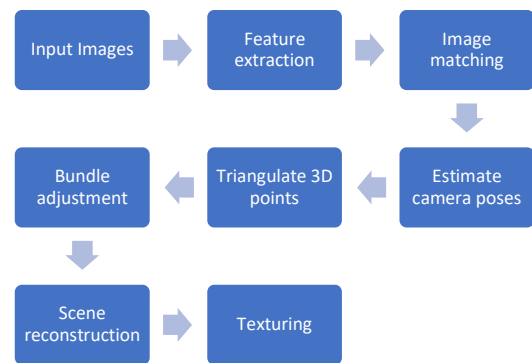 Input Images
Feature
extraction
Image
matching
Estimate
camera poses
Triangulate 3D
points
Bundle
adjustment
Scene
reconstruction
Texturing